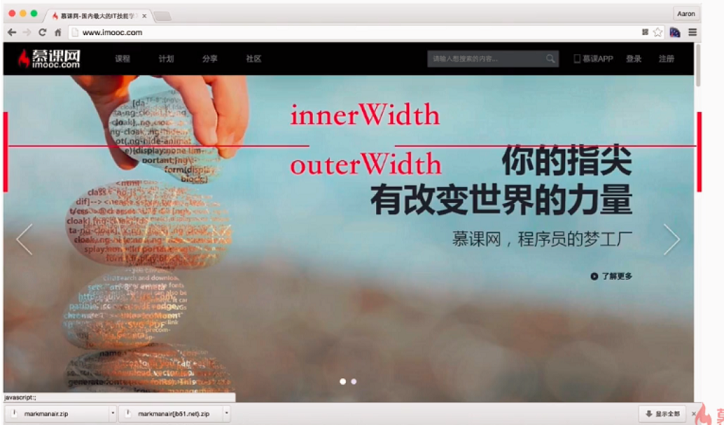 慕课网-国内最大的IT技能学
Aaron
www.imooc.com
慕课网
imooc.com
课程
计划
分享
社区
请输入想搜索的内容...
慕课APP
登录
注册
innerWidth
outerWidth
你的指尖
有改变世界的力量
慕课网，程序员的梦工厂
了解更多
javascript:;
markmanair.zip
markmanair(jb51.net).zip
显示全部